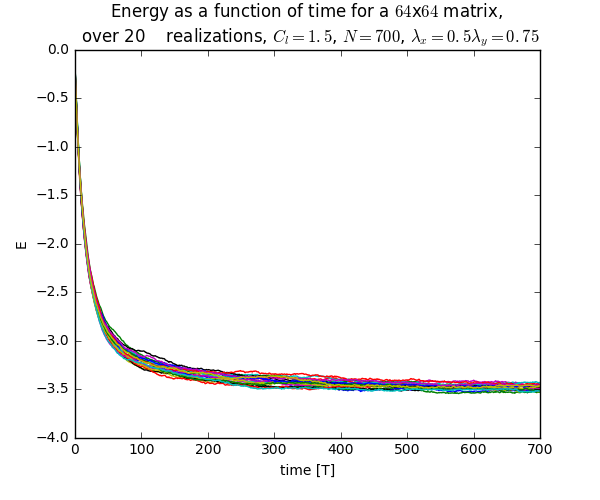 Energy as a function of time for a 64x64 matrix,
over 20 realizations, C_l = 1.5, N = 700, λ_x = 0.5λ_y = 0.75
0.0
−0.5
−1.0
−1.5
−2.0
−2.5
−3.0
−3.5
−4.0
E
0 100 200 300 400 500 600 700
time [T]